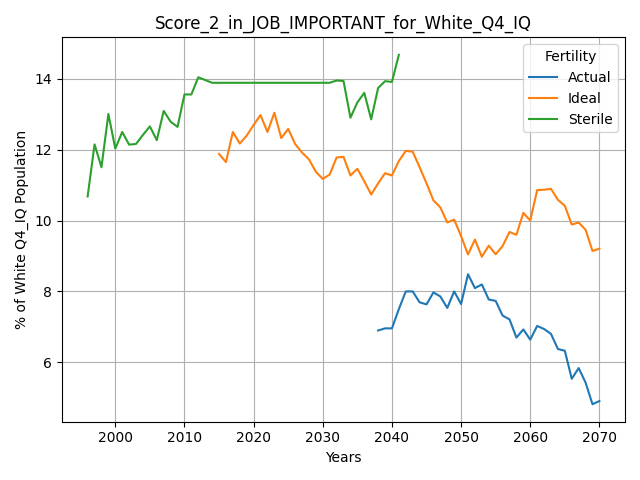 Score_2_in_JOB_IMPORTANT_for_White_Q4_IQ
Fertility
Actual
Ideal
Sterile
% of White Q4_IQ Population
14
12
10
8
6
2000 2010 2020 2030 2040 2050 2060 2070
Years